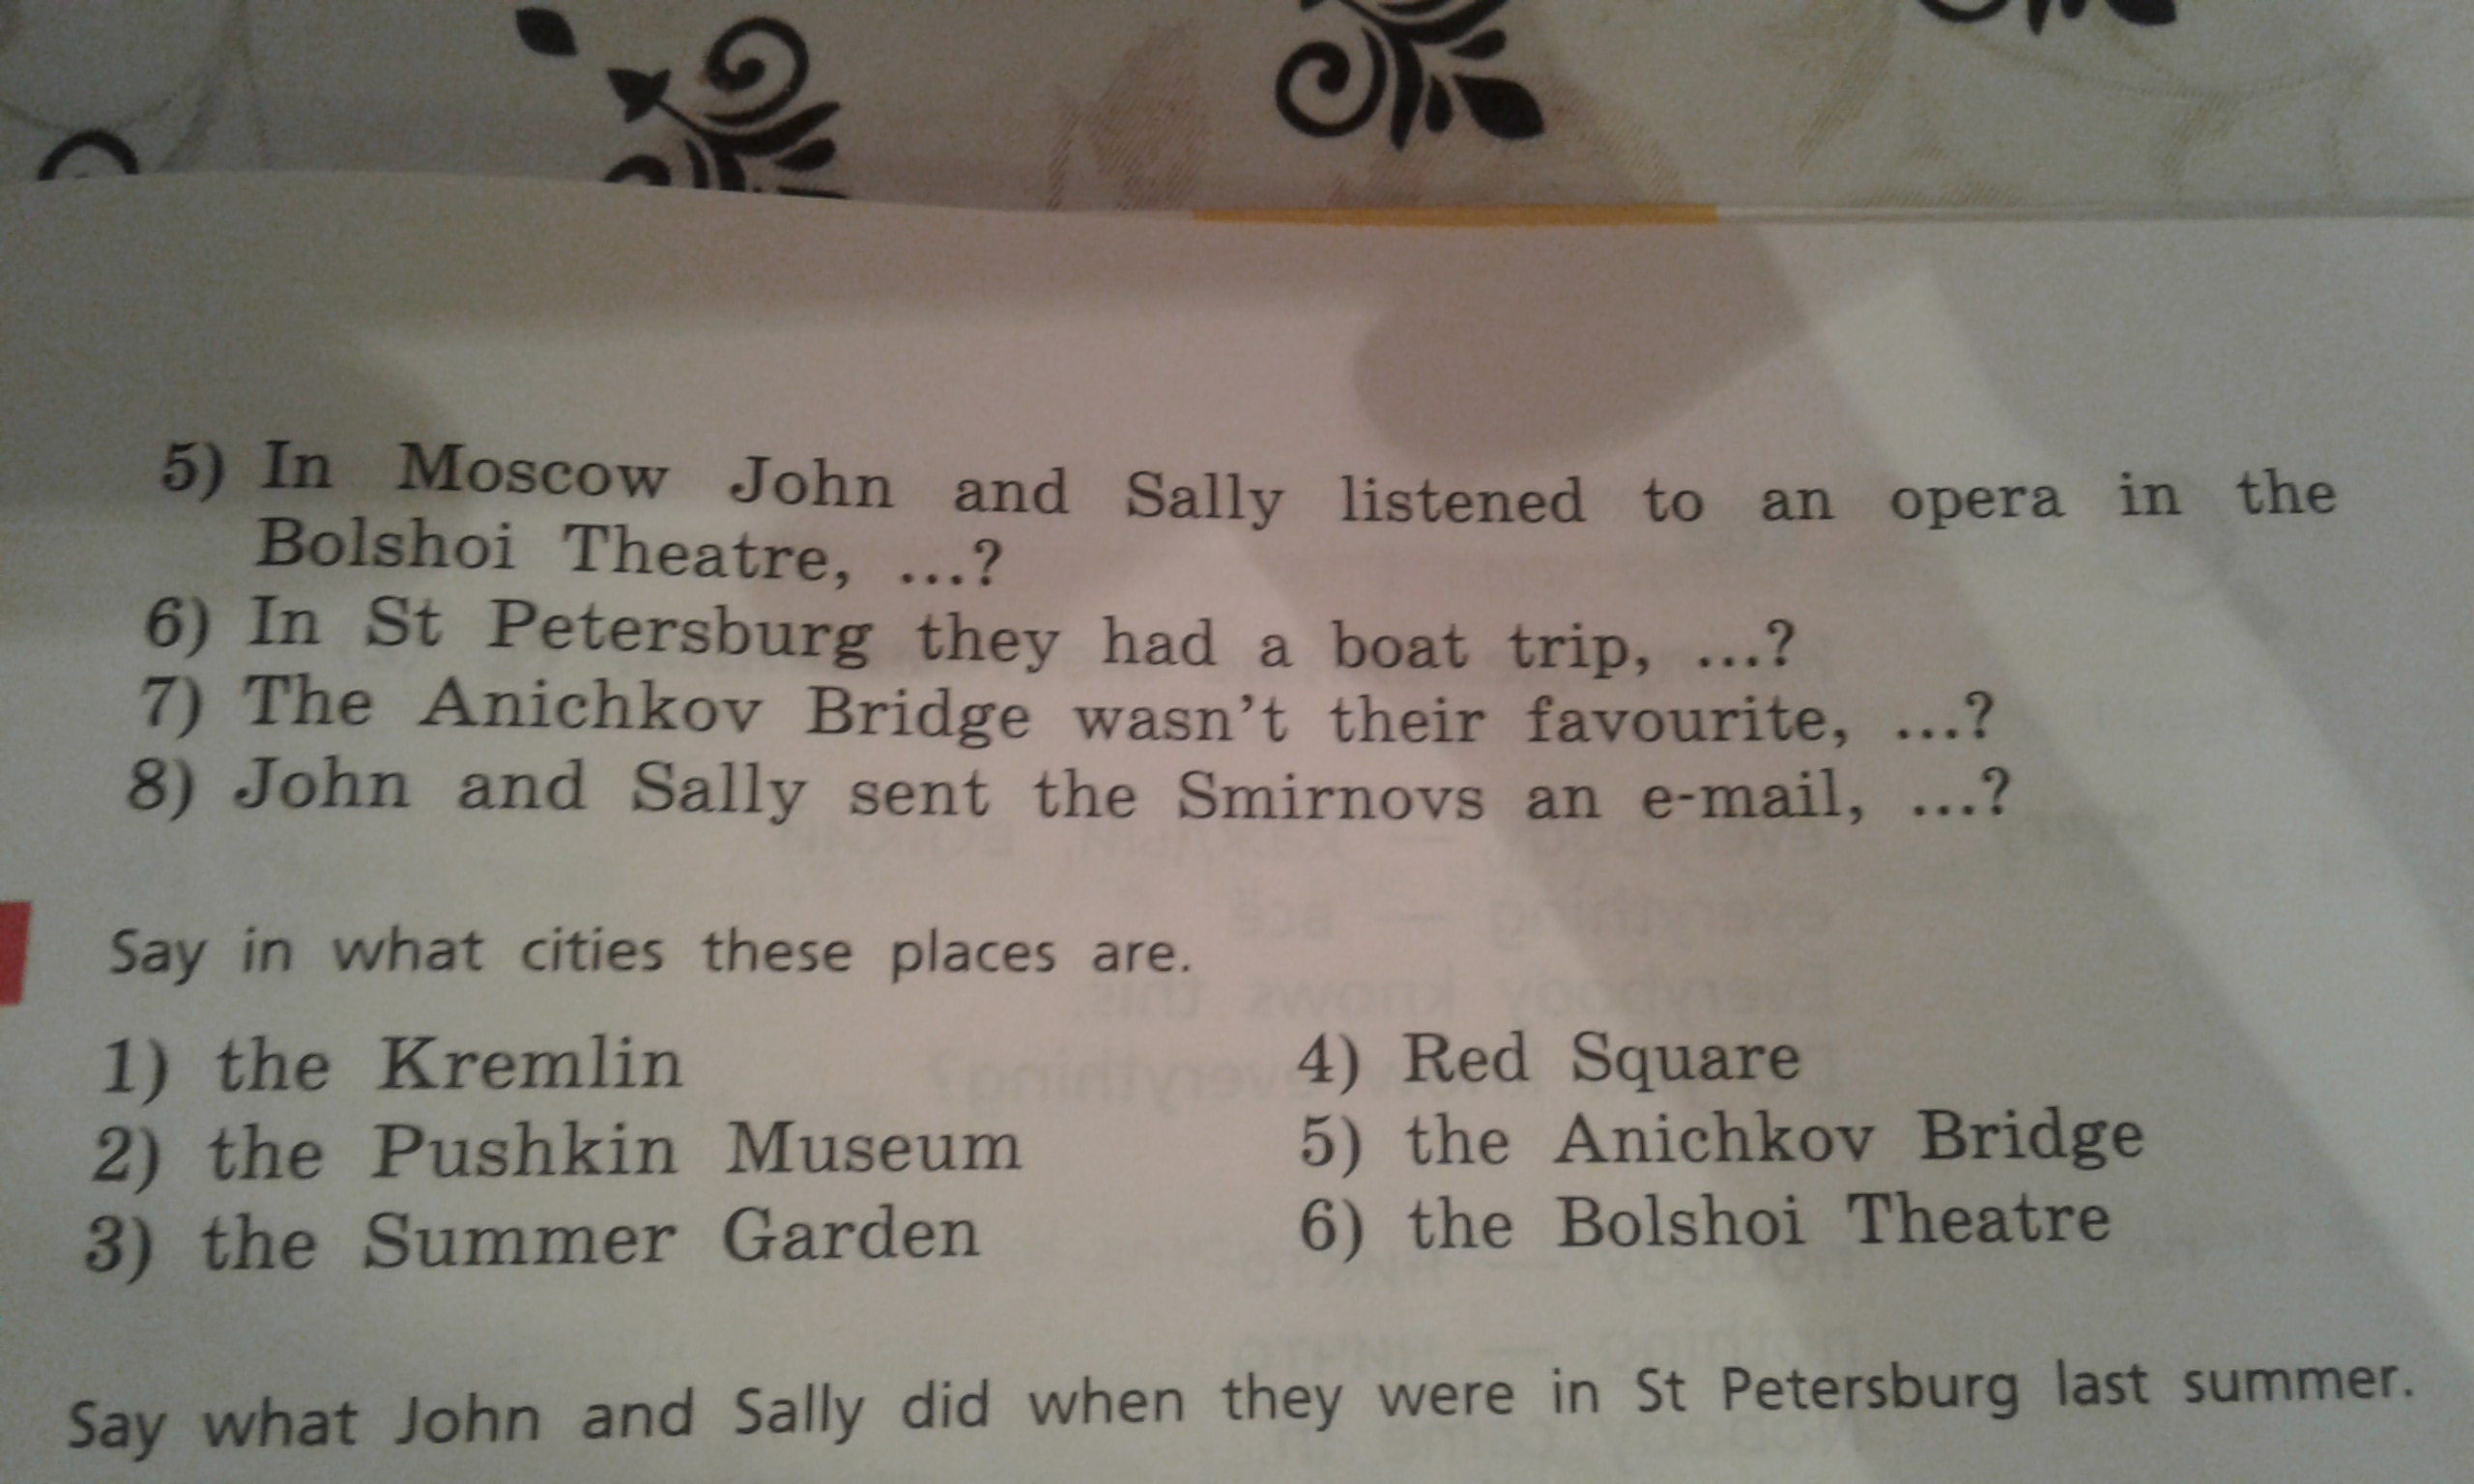 5) In Moscow John and Sally listened to an opera in the
Bolshoi Theatre, ...?
6) In St Petersburg they had a boat trip, ...?
7) The Anichkov Bridge wasn't their favourite, ...?
8) John and Sally sent the Smirnovs an e-mail, ...?
Say in what cities these places are.
1) the Kremlin
2) the Pushkin Museum
3) the Summer Garden
4) Red Square
5) the Anichkov Bridge
6) the Bolshoi Theatre
Say what John and Sally did when they were in St Petersburg last summer.